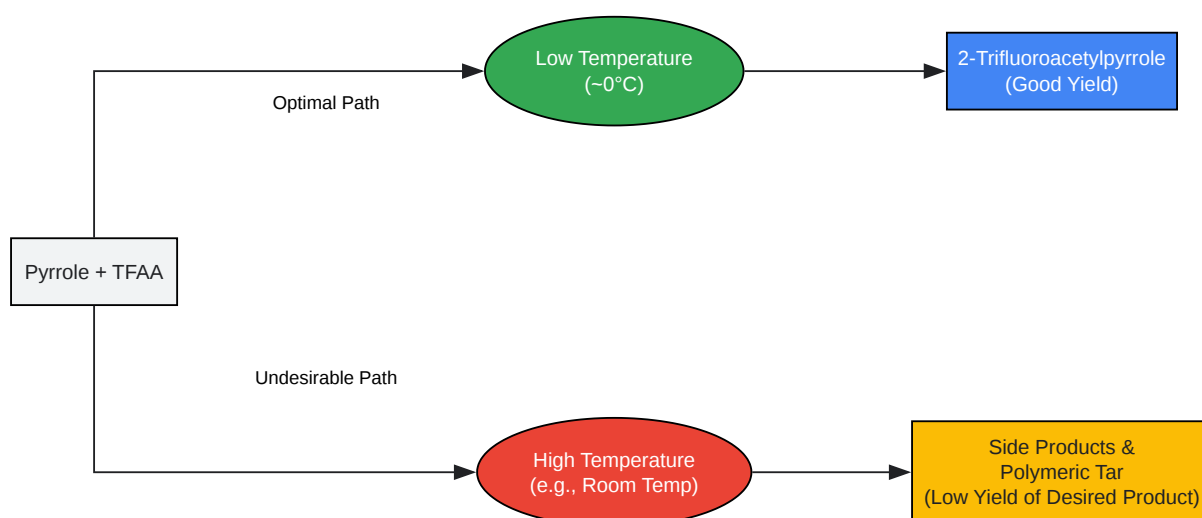 Low Temperature
(~0°C)
2-Trifluoroacetylpyrrole
(Good Yield)
Optimal Path
Pyrrole + TFAA
Undesirable Path
High Temperature
(e.g., Room Temp)
Side Products &
Polymeric Tar
(Low Yield of Desired Product)